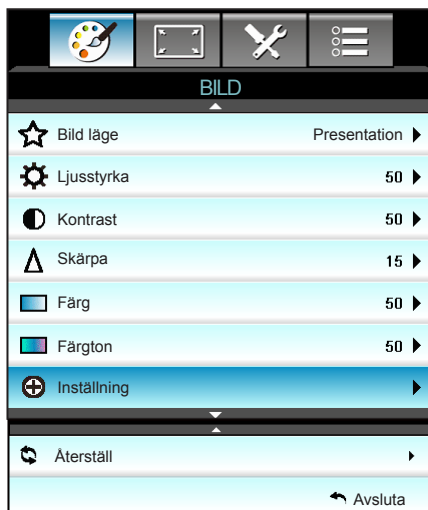 BILD
Bild läge Presentation
Ljusstyrka 50
Kontrast 50
Skärpa 15
Färg 50
Färgton 50
Inställning
Återställ
Avsluta